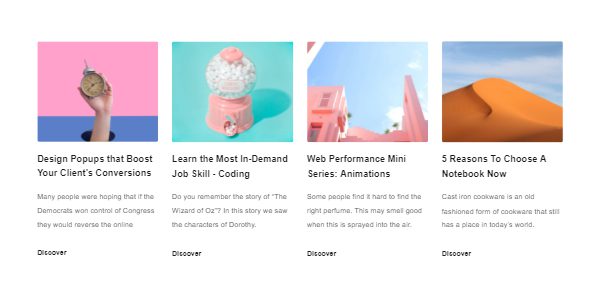 Design Popups that Boost
Your Client's Conversions
Many people were hoping that if the
Democrats won control of Congress
they would reverse the online
Discover
Learn the Most In-Demand
Job Skill - Coding
Do you remember the story of "The
Wizard of Oz"? In this story we saw
the characters of Dorothy.
Discover
Web Performance Mini
Series: Animations
Some people find it hard to find the
right perfume. This may smell good
when this is sprayed into the air.
Discover
5 Reasons To Choose A
Notebook Now
Cast iron cookware is an old
fashioned form of cookware that still
has a place in today's world.
Discover